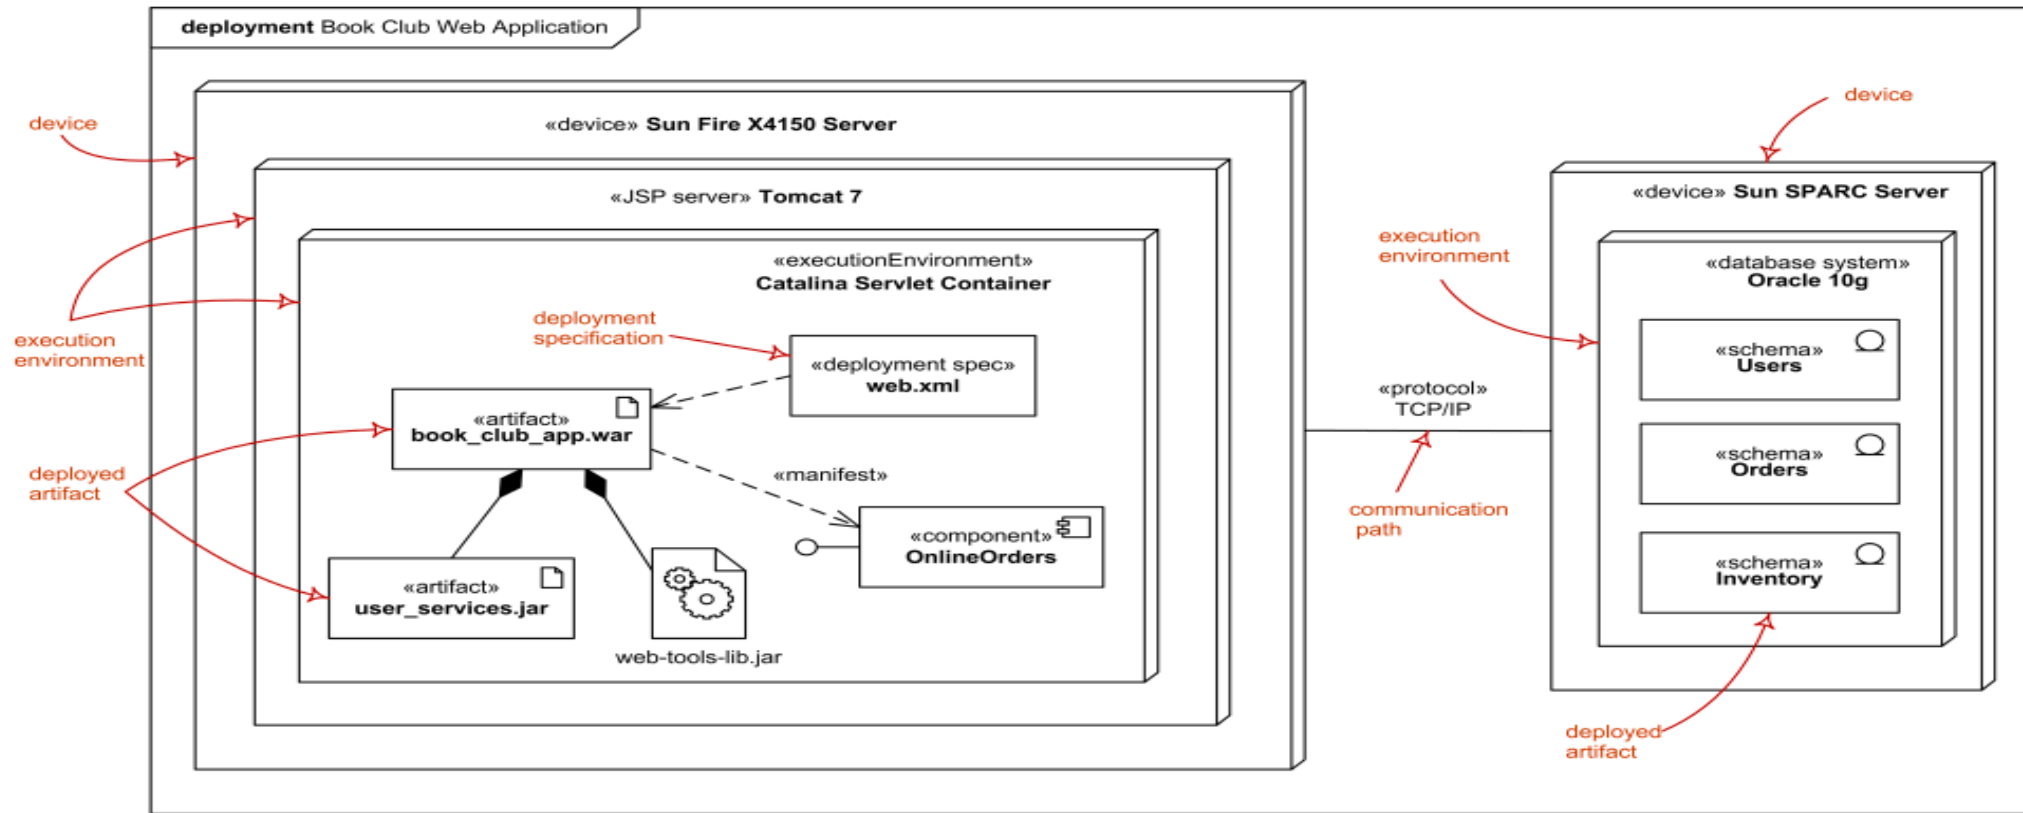 deployment Book Club Web Application
device
«device» Sun Fire X4150 Server
«JSP server» Tomcat 7
«executionEnvironment»
Catalina Servlet Container
execution
environment
deployment
specification
«deployment spec»
web.xml
«artifact»
book_club_app.war
deployed
artifact
«manifest»
«component»
OnlineOrders
«artifact»
user_services.jar
web-tools-lib.jar
«protocol»
TCP/IP
communication
path
device
«device» Sun SPARC Server
execution
environment
«database system»
Oracle 10g
«schema»
Users
«schema»
Orders
«schema»
Inventory
deployed
artifact